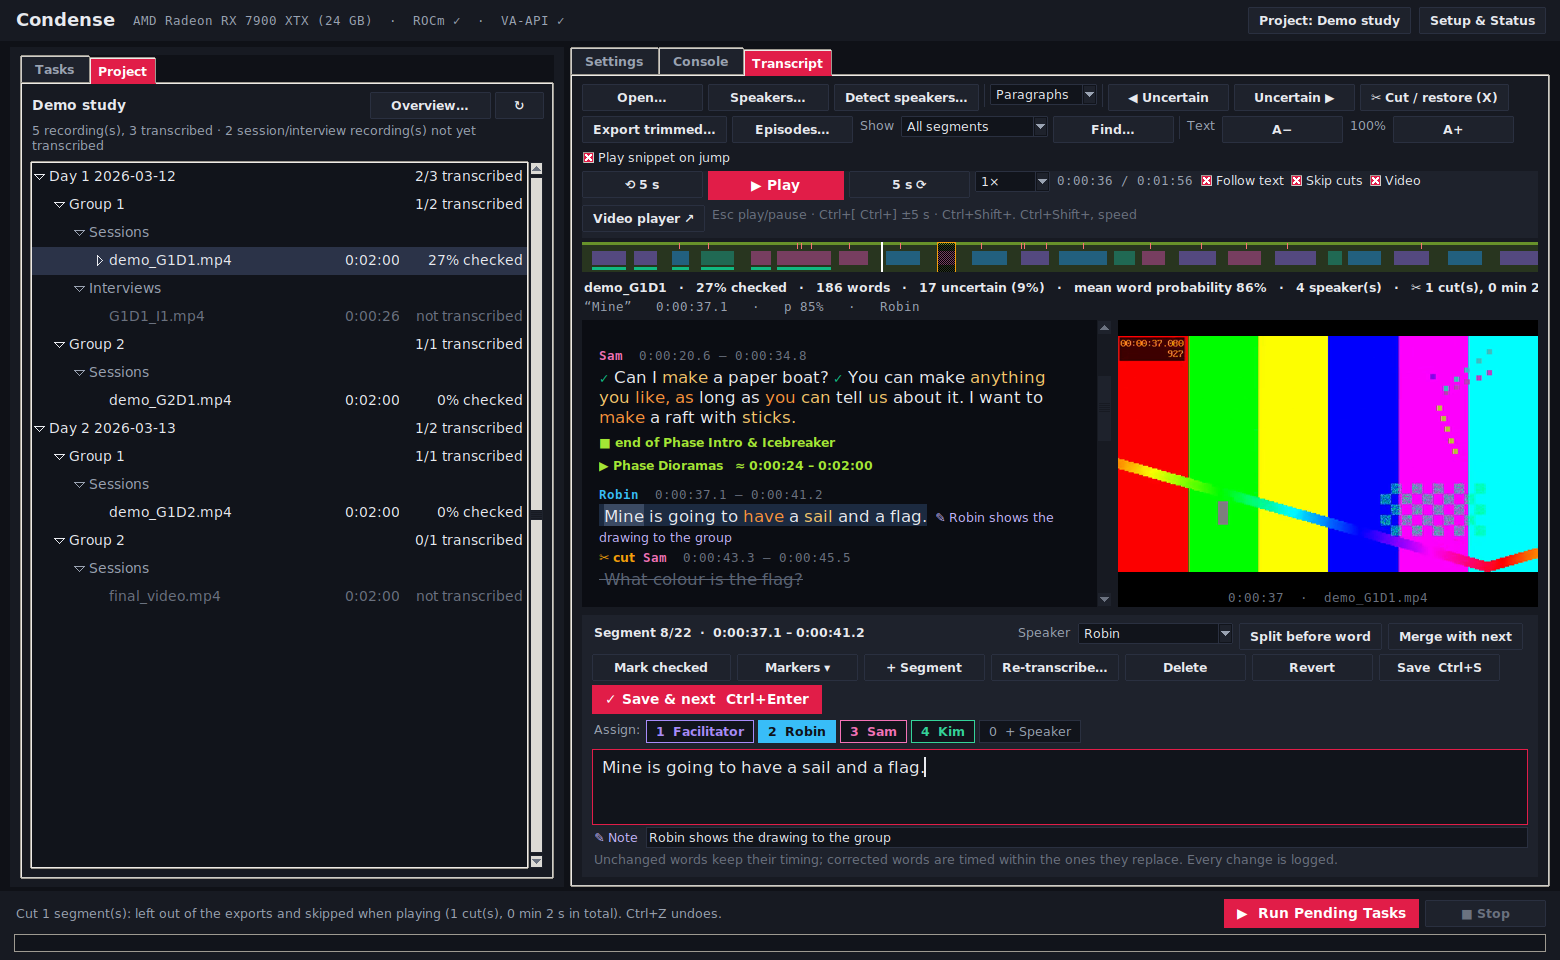 Condense AMD Radeon RX 7900 XTX (24 GB) · ROCm ✓ · VA-API ✓ Project: Demo study Setup & Status
Tasks Project
Demo study Overview… ↻
5 recording(s), 3 transcribed · 2 session/interview recording(s) not yet
transcribed
Day 1 2026-03-12 2/3 transcribed
Group 1 1/2 transcribed
Sessions
demo_G1D1.mp4 0:02:00 27% checked
Interviews
G1D1_I1.mp4 0:00:26 not transcribed
Group 2 1/1 transcribed
Sessions
demo_G2D1.mp4 0:02:00 0% checked
Day 2 2026-03-13 1/2 transcribed
Group 1 1/1 transcribed
Sessions
demo_G1D2.mp4 0:02:00 0% checked
Group 2 0/1 transcribed
Sessions
final_video.mp4 0:02:00 not transcribed
Settings Console Transcript
Open… Speakers… Detect speakers… Paragraphs ◀ Uncertain Uncertain ▶ ✂ Cut / restore (X)
Export trimmed… Episodes… Show All segments Find… Text A− 100% A+
Play snippet on jump
⟲ 5 s ▶ Play 5 s ⟳ 1× 0:00:36 / 0:01:56 Follow text Skip cuts Video
Video player ↗ Esc play/pause · Ctrl+[ Ctrl+] ±5 s · Ctrl+Shift+. Ctrl+Shift+, speed
demo_G1D1 · 27% checked · 186 words · 17 uncertain (9%) · mean word probability 86% · 4 speaker(s) · ✂ 1 cut(s), 0 min 2
“Mine” 0:00:37.1 · p 85% · Robin
Sam 0:00:20.6 — 0:00:34.8
✓ Can I make a paper boat? ✓ You can make anything
you like, as long as you can tell us about it. I want to
make a raft with sticks.
■ end of Phase Intro & Icebreaker
▶ Phase Dioramas ≈ 0:00:24 – 0:02:00
Robin 0:00:37.1 — 0:00:41.2
Mine is going to have a sail and a flag. ✎ Robin shows the
drawing to the group
✂ cut Sam 0:00:43.3 — 0:00:45.5
What colour is the flag?
00:00:37.000
927
0:00:37 · demo_G1D1.mp4
Segment 8/22 · 0:00:37.1 – 0:00:41.2 Speaker Robin Split before word Merge with next
Mark checked Markers ▾ + Segment Re-transcribe… Delete Revert Save Ctrl+S
✓ Save & next Ctrl+Enter
Assign: 1 Facilitator 2 Robin 3 Sam 4 Kim 0 + Speaker
Mine is going to have a sail and a flag.
✎ Note Robin shows the drawing to the group
Unchanged words keep their timing; corrected words are timed within the ones they replace. Every change is logged.
Cut 1 segment(s): left out of the exports and skipped when playing (1 cut(s), 0 min 2 s in total). Ctrl+Z undoes. ▶ Run Pending Tasks ■ Stop